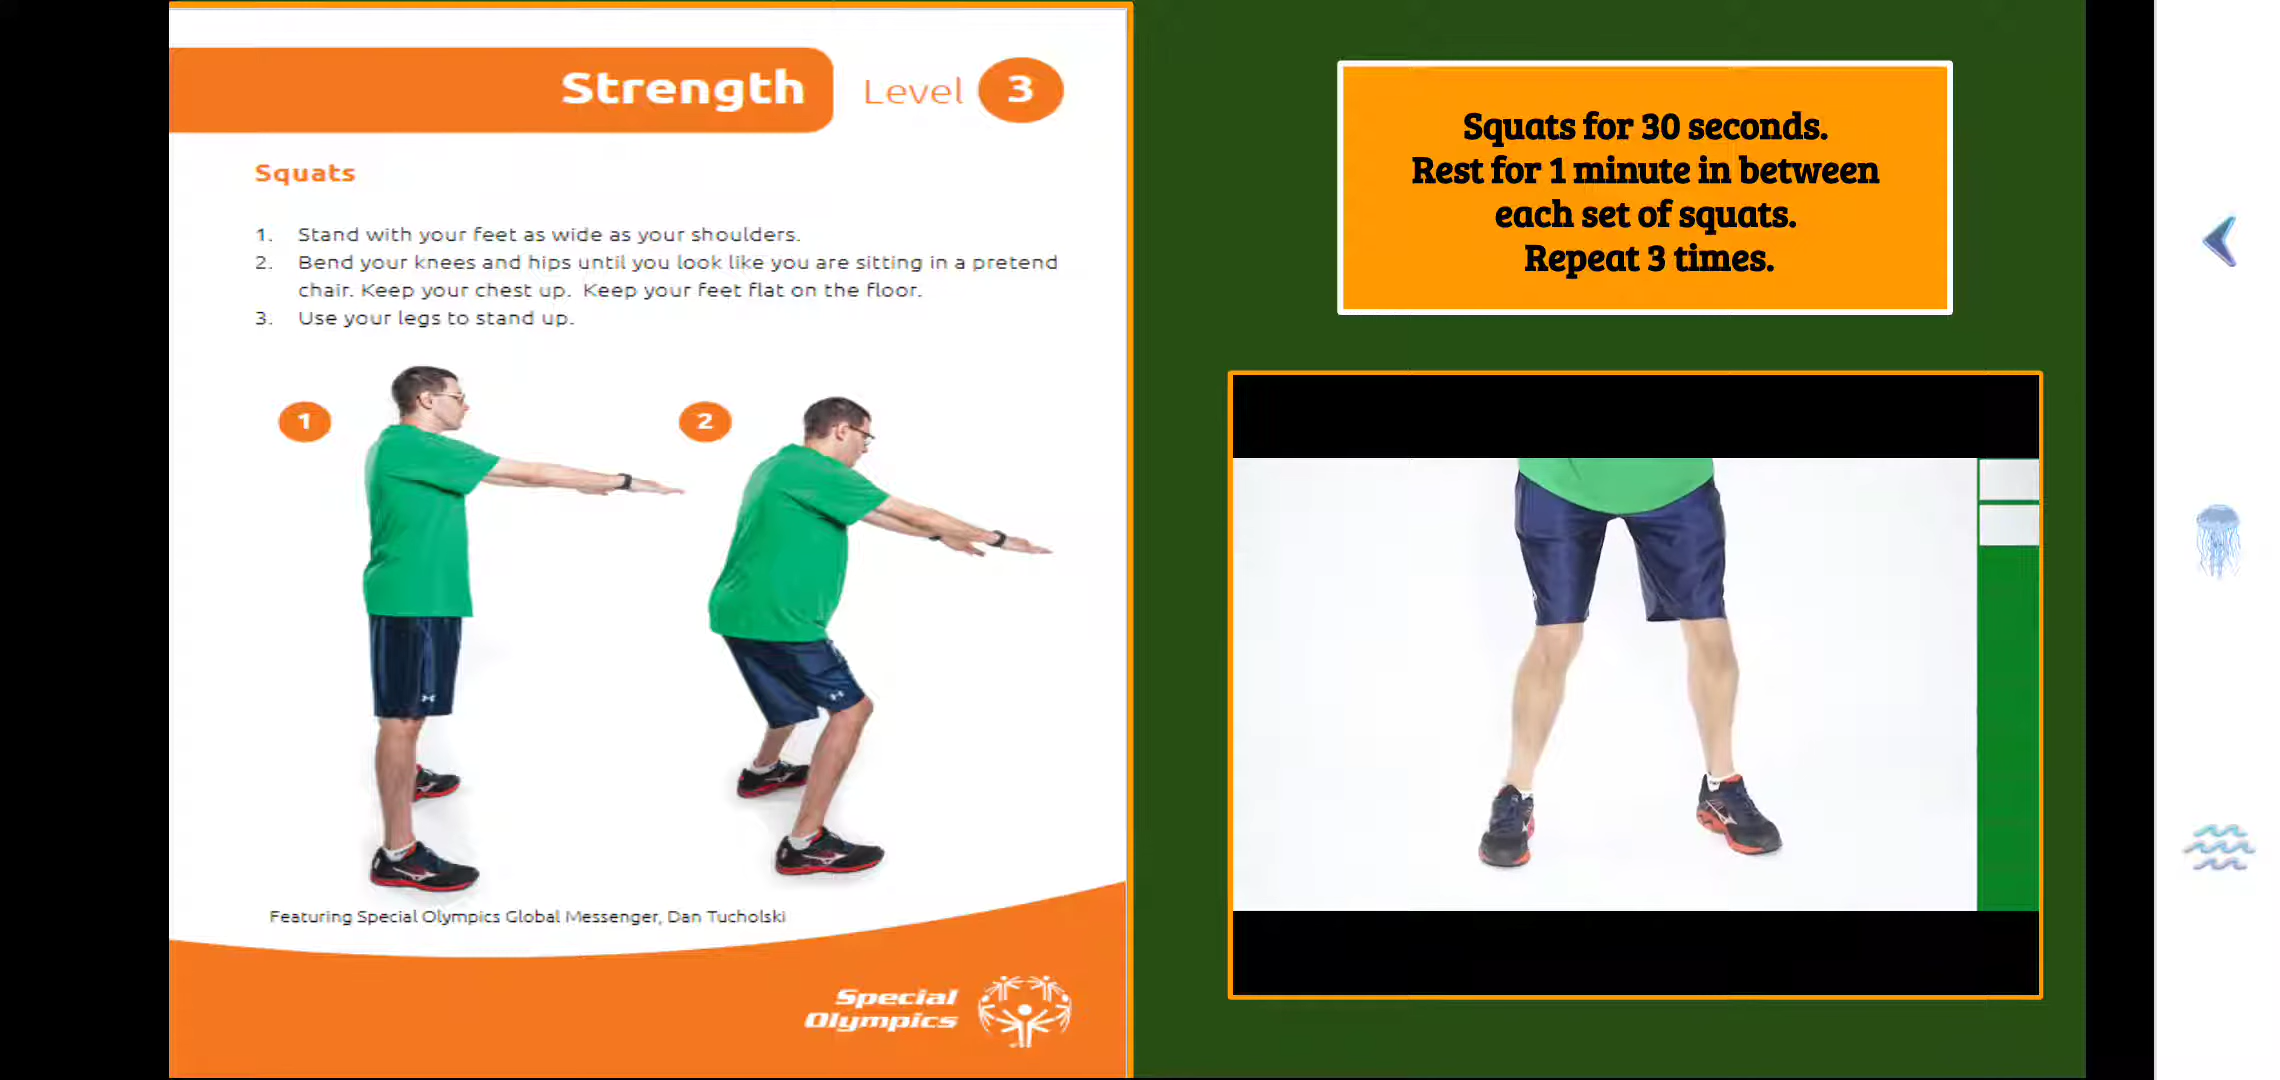 Strength Level 3
Squats
1. Stand with your feet as wide as your shoulders.
2. Bend your knees and hips until you look like you are sitting in a pretend
chair. Keep your chest up. Keep your feet flat on the floor.
3. Use your legs to stand up.
1
2
Featuring Special Olympics Global Messenger, Dan Tucholski
Special
Olympics
Squats for 30 seconds.
Rest for 1 minute in between
each set of squats.
Repeat 3 times.